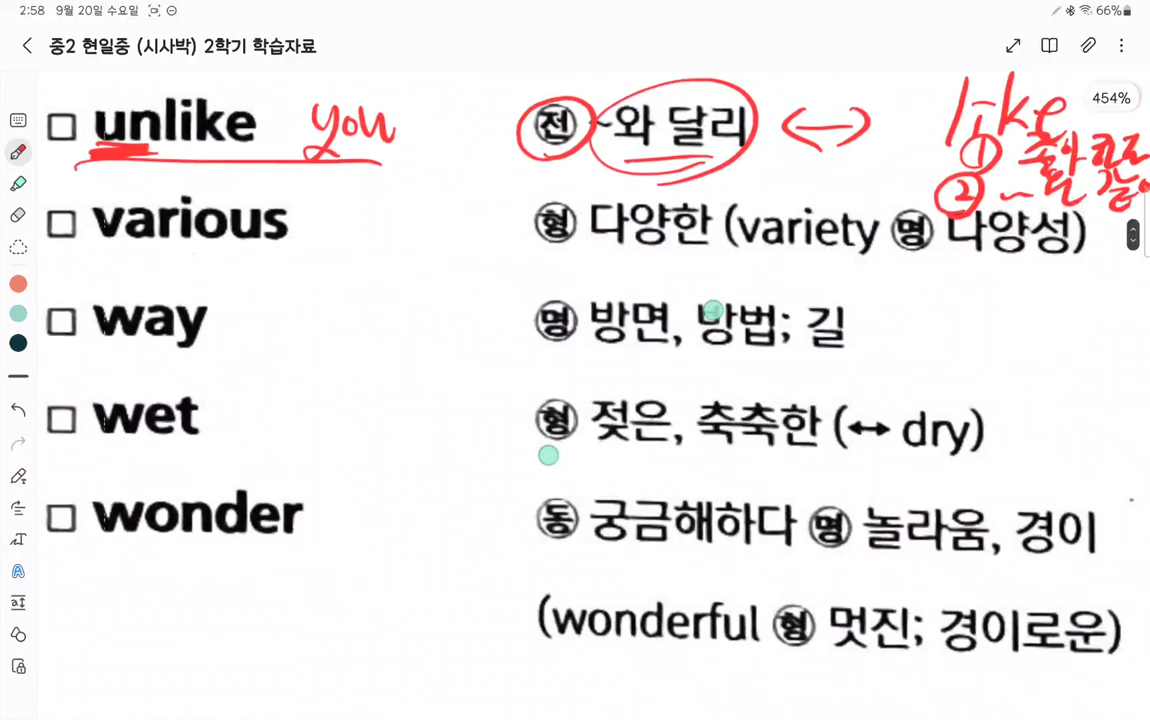 2:58 9월 20일 수요일 66%
중2 현일중 (시사박) 2학기 학습자료
454%
unlike you 전 ~와 달리 <-> like
① 좋아
② ~
various 형 다양한 (variety 명 다양성)
way 명 방면, 방법; 길
wet 형 젖은, 축축한 (↔ dry)
wonder 동 궁금해하다 명 놀라움, 경이
(wonderful 형 멋진; 경이로운)